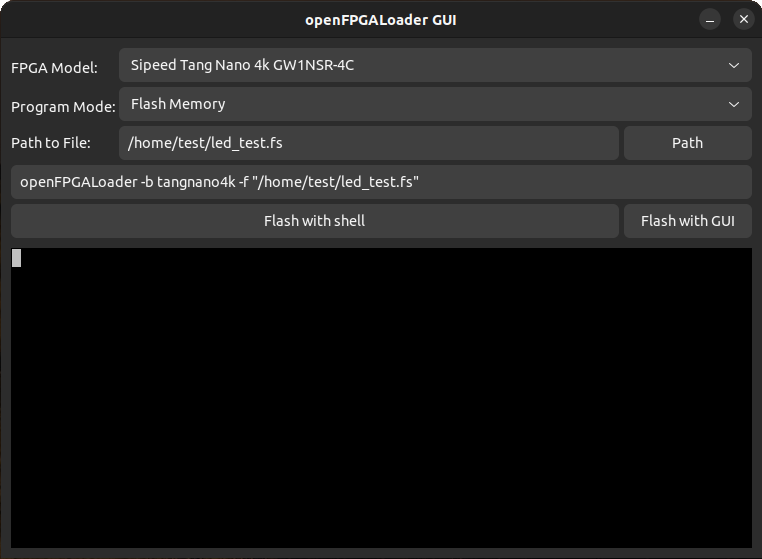 openFPGALoader GUI
FPGA Model: Sipeed Tang Nano 4k GW1NSR-4C
Program Mode: Flash Memory
Path to File: /home/test/led_test.fs Path
openFPGALoader -b tangnano4k -f "/home/test/led_test.fs"
Flash with shell Flash with GUI